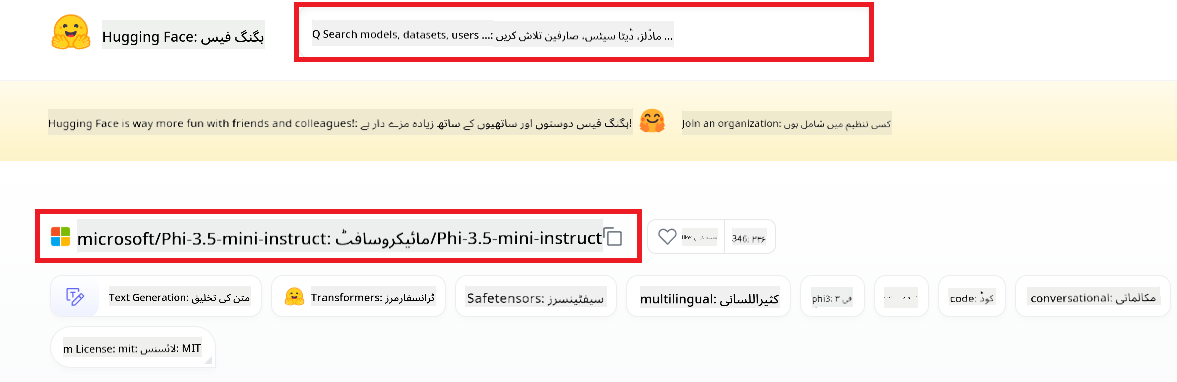 Hugging Face: ہگنگ فیس
Q Search models, datasets, users ...: ماڈلز، ڈیٹا سیٹس، صارفین تلاش کریں ...
Hugging Face is way more fun with friends and colleagues!: ہگنگ فیس دوستوں اور ساتھیوں کے ساتھ زیادہ مزے دار ہے!
Join an organization: کسی تنظیم میں شامل ہوں
microsoft/Phi-3.5-mini-instruct: مائیکروسافٹ/Phi-3.5-mini-instruct
like:
346: ۳۴۶
Text Generation: متن کی تخلیق
Transformers: ٹرانسفارمرز
Safetensors: سیفٹینسرز
multilingual: کثیراللسانی
phi3: فی ۳
code: کوڈ
conversational: مکالماتی
m License: mit: لائسنس: MIT